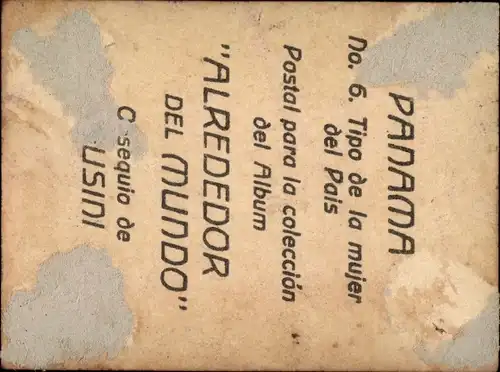 PANAMA
No. 6. Tipo de la mujer
del Pais
Postal para la colección
del Album
"ALREDEDOR
DEL MUNDO"
C sequio de
USINI